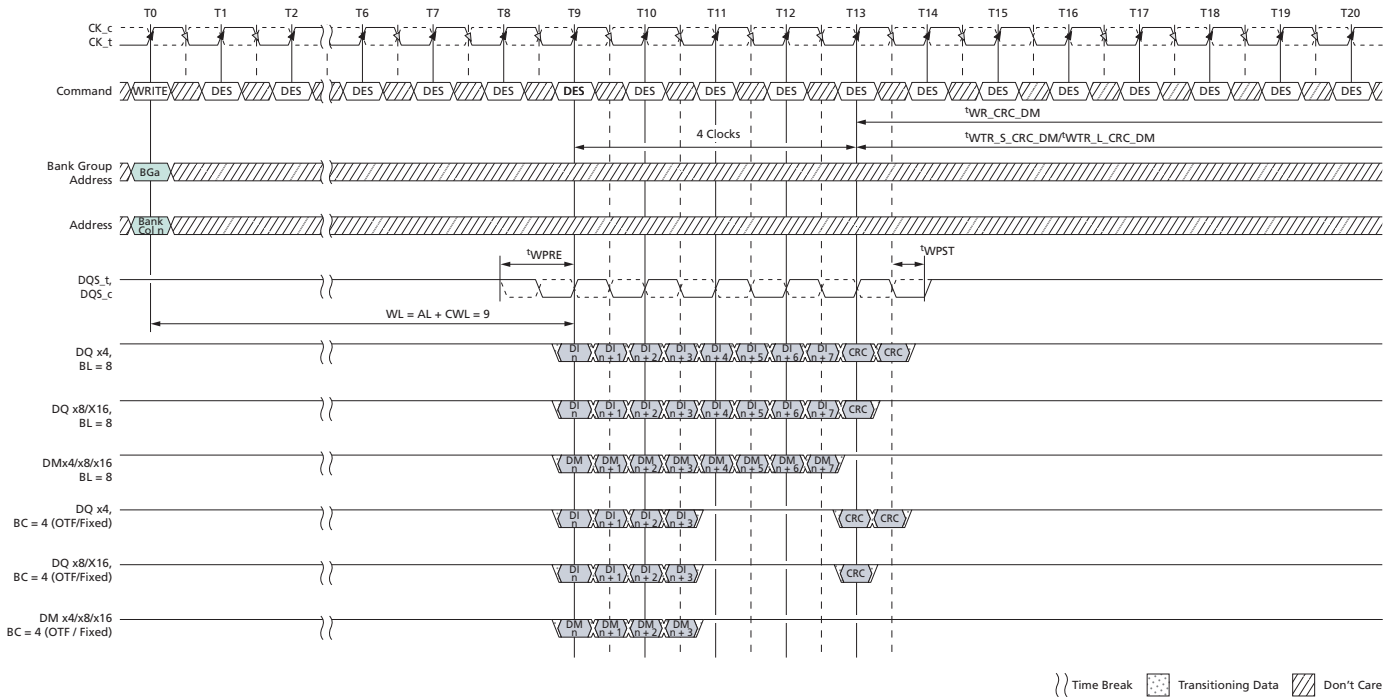 T0 T1 T2 T6 T7 T8 T9 T10 T11 T12 T13 T14 T15 T16 T17 T18 T19 T20
CK_c
CK_t
Command WRITE DES DES DES DES DES DES DES DES DES DES DES DES DES DES DES DES DES
tWR_CRC_DM
4 Clocks tWTR_S_CRC_DM/tWTR_L_CRC_DM
Bank Group
Address BGa
Address Bank
Col n
tWPRE tWPST
DQS_t,
DQS_c
WL = AL + CWL = 9
DQ x4,
BL = 8
DI n DI n + 1 DI n + 2 DI n + 3 DI n + 4 DI n + 5 DI n + 6 DI n + 7 CRC CRC
DQ x8/X16,
BL = 8
DI n DI n + 1 DI n + 2 DI n + 3 DI n + 4 DI n + 5 DI n + 6 DI n + 7 CRC
DMx4/x8/x16
BL = 8
DM n DM n + 1 DM n + 2 DM n + 3 DM n + 4 DM n + 5 DM n + 6 DM n + 7
DQ x4,
BC = 4 (OTF/Fixed)
DI n DI n + 1 DI n + 2 DI n + 3 CRC CRC
DQ x8/X16,
BC = 4 (OTF/Fixed)
DI n DI n + 1 DI n + 2 DI n + 3 CRC
DM x4/x8/x16
BC = 4 (OTF / Fixed)
DM n DM n + 1 DM n + 2 DM n + 3
Time Break Transitioning Data Don't Care